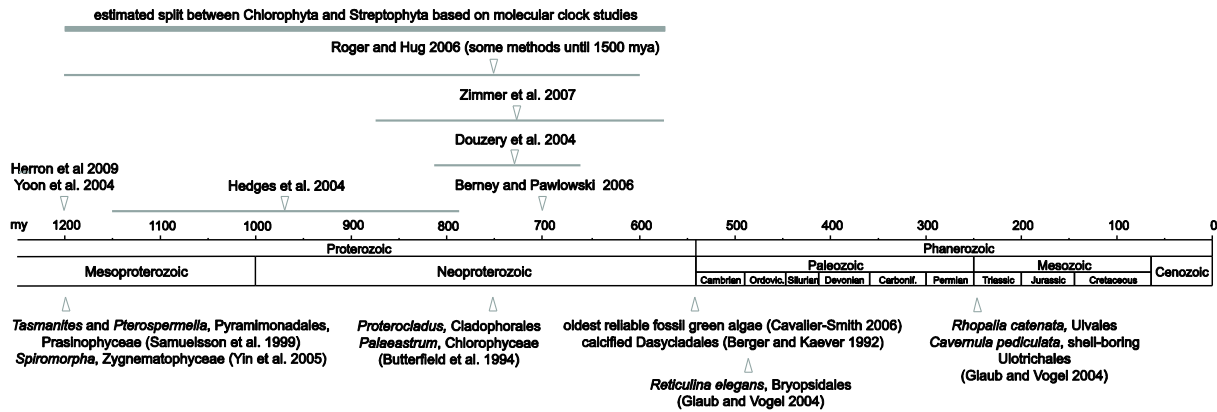 estimated split between Chlorophyta and Streptophyta based on molecular clock studies
Roger and Hug 2006 (some methods until 1500 mya)
Zimmer et al. 2007
Douzery et al. 2004
Herron et al 2009
Yoon et al. 2004
Hedges et al. 2004
Berney and Pawlowski 2006
my 1200 1100 1000 900 800 700 600 500 400 300 200 100 0
Proterozoic Phanerozoic
Mesoproterozoic Neoproterozoic Paleozoic Mesozoic Cenozoic
Cambrian Ordovic. Silurian Devonian Carbonif. Permian Triassic Jurassic Cretaceous
Tasmanites and Pterospermella, Pyramimonadales,
Prasinophyceae (Samuelsson et al. 1999)
Spiromorpha, Zygnematophyceae (Yin et al. 2005)
Proterocladus, Cladophorales
Palaeastrum, Chlorophyceae
(Butterfield et al. 1994)
oldest reliable fossil green algae (Cavalier-Smith 2006)
calcified Dasycladales (Berger and Kaever 1992)
Reticulina elegans, Bryopsidales
(Glaub and Vogel 2004)
Rhopalia catenata, Ulvales
Cavernula pediculata, shell-boring
Ulotrichales
(Glaub and Vogel 2004)